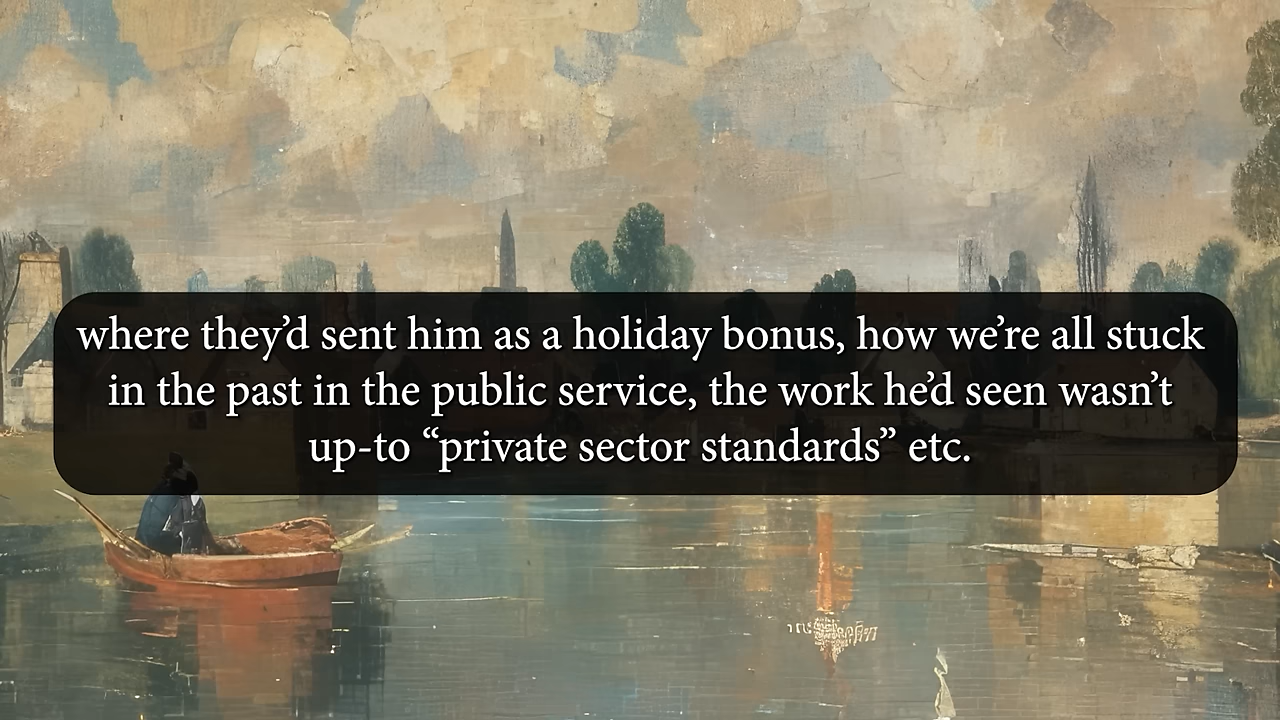 where they’d sent him as a holiday bonus, how we’re all stuck
in the past in the public service, the work he’d seen wasn’t
up-to “private sector standards” etc.